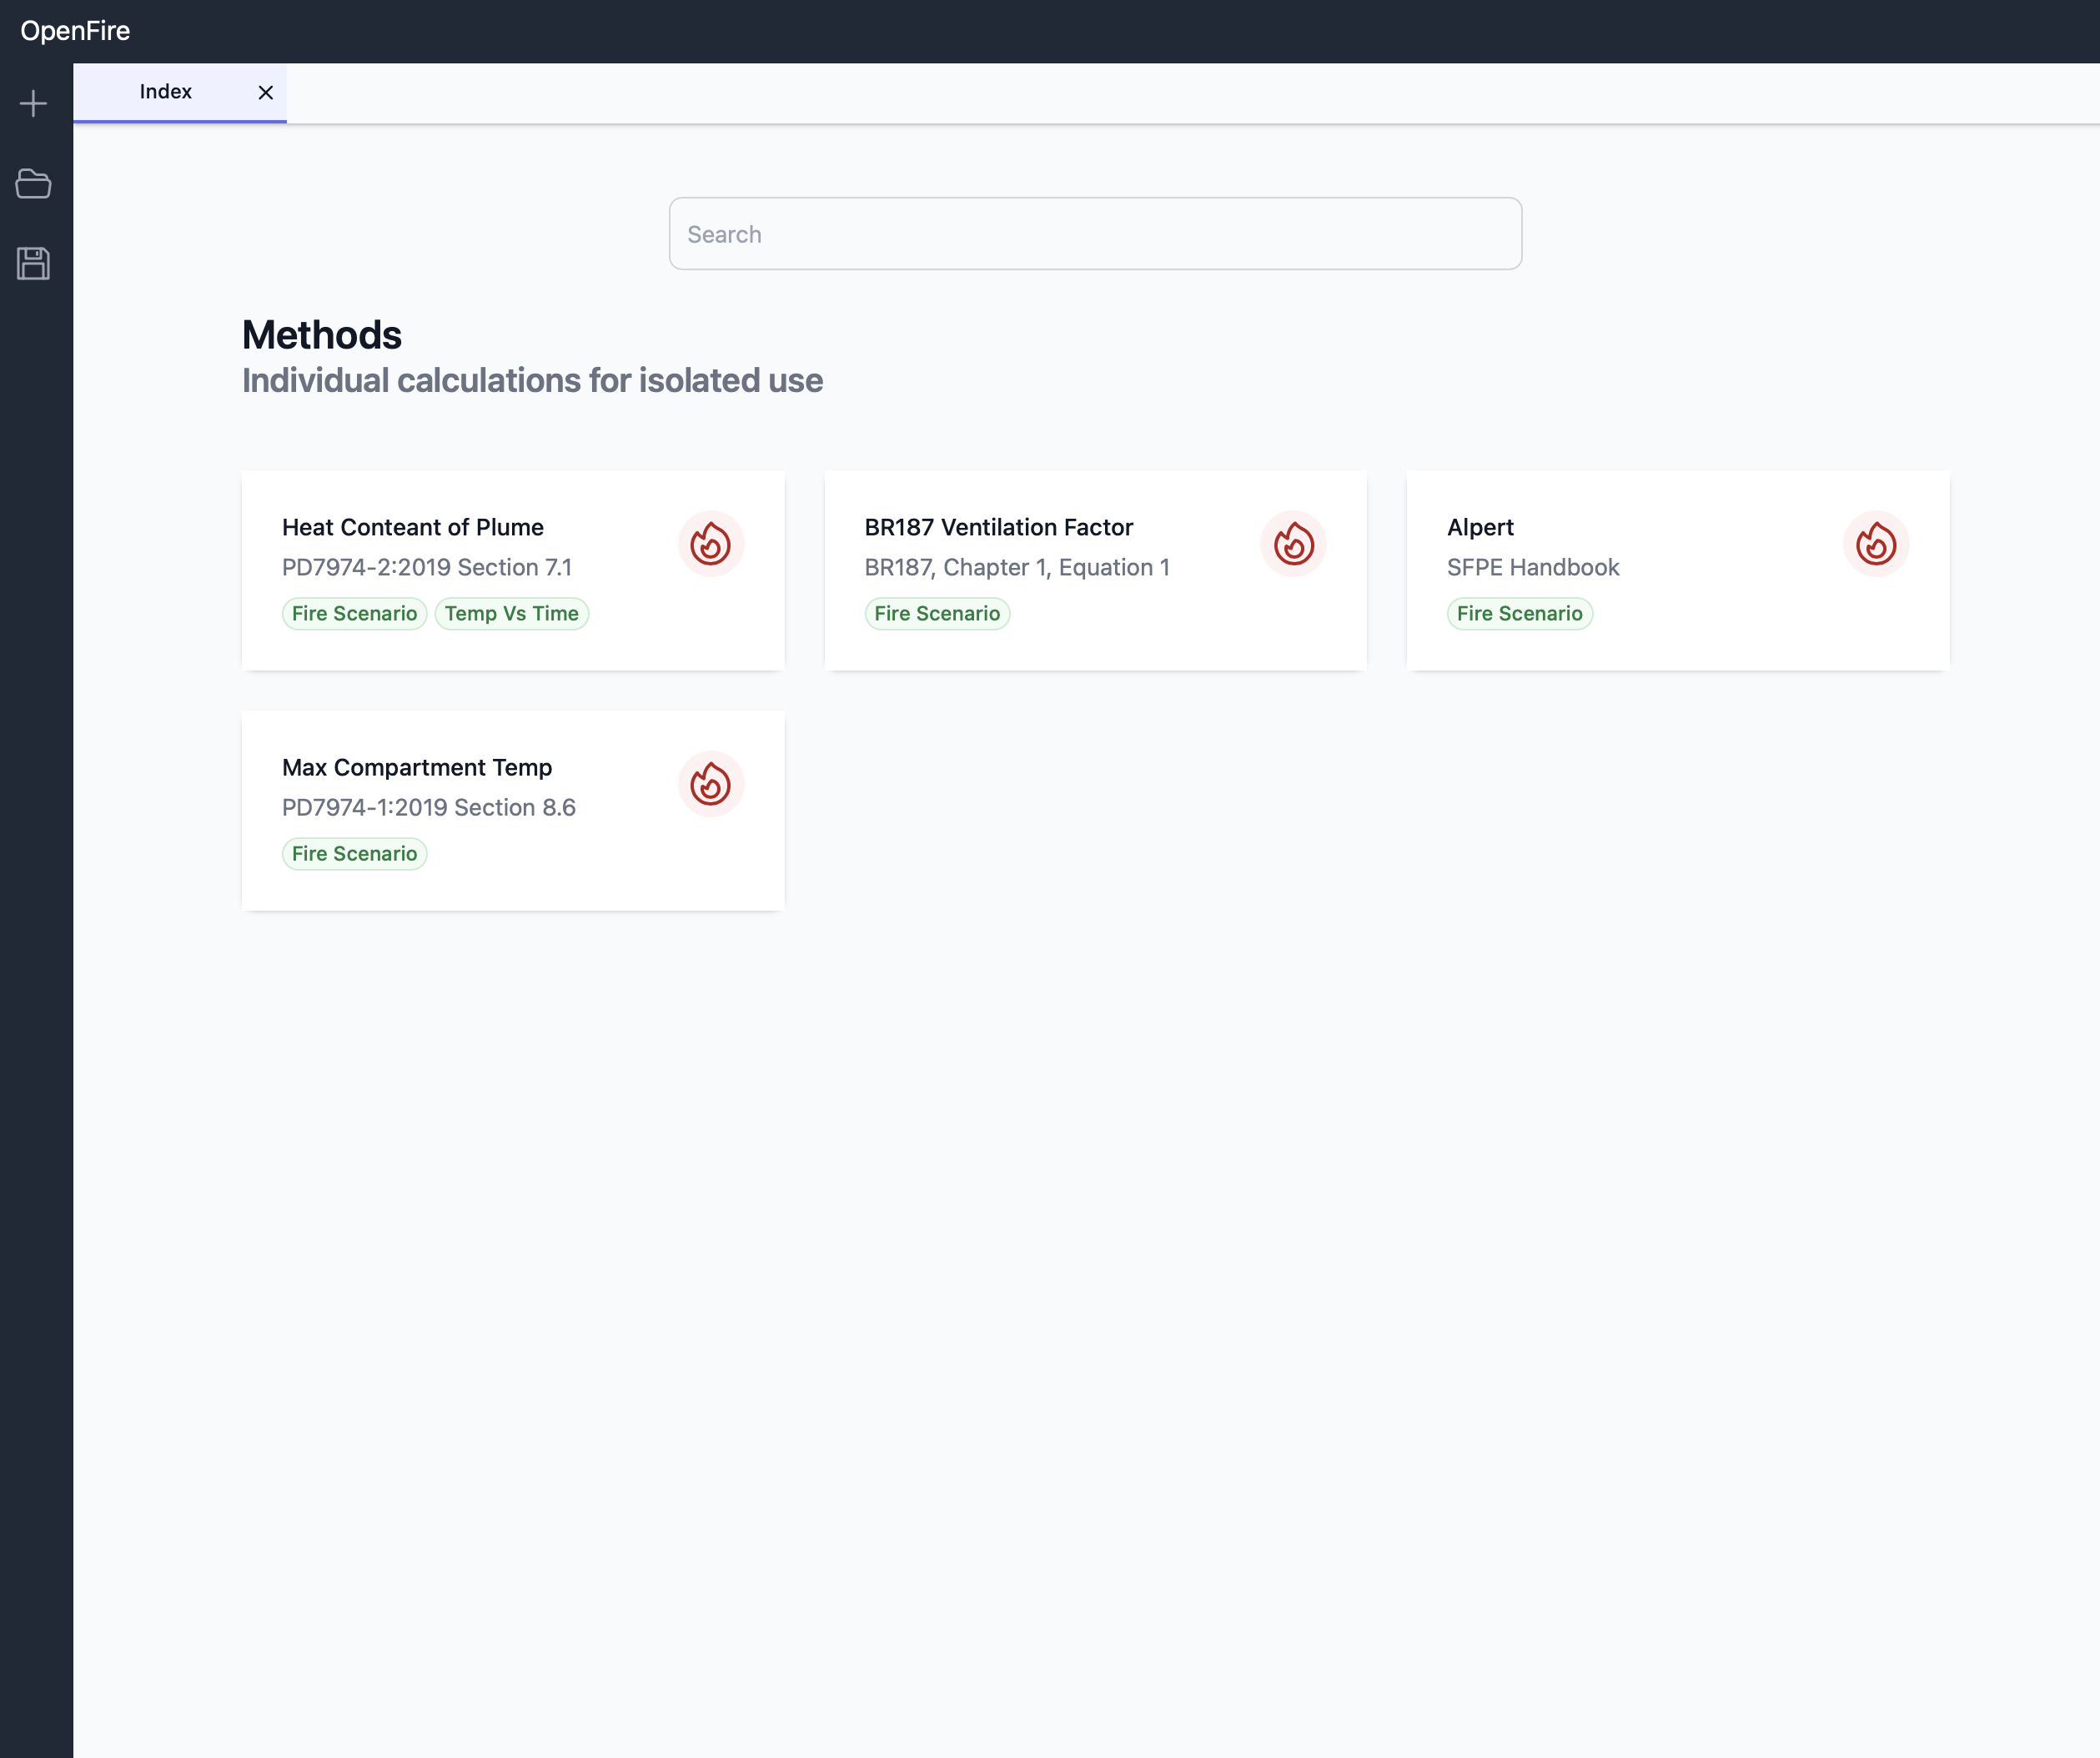 OpenFire
Index
Search
Methods
Individual calculations for isolated use
Heat Conteant of Plume
PD7974-2:2019 Section 7.1
Fire Scenario Temp Vs Time
BR187 Ventilation Factor
BR187, Chapter 1, Equation 1
Fire Scenario
Alpert
SFPE Handbook
Fire Scenario
Max Compartment Temp
PD7974-1:2019 Section 8.6
Fire Scenario